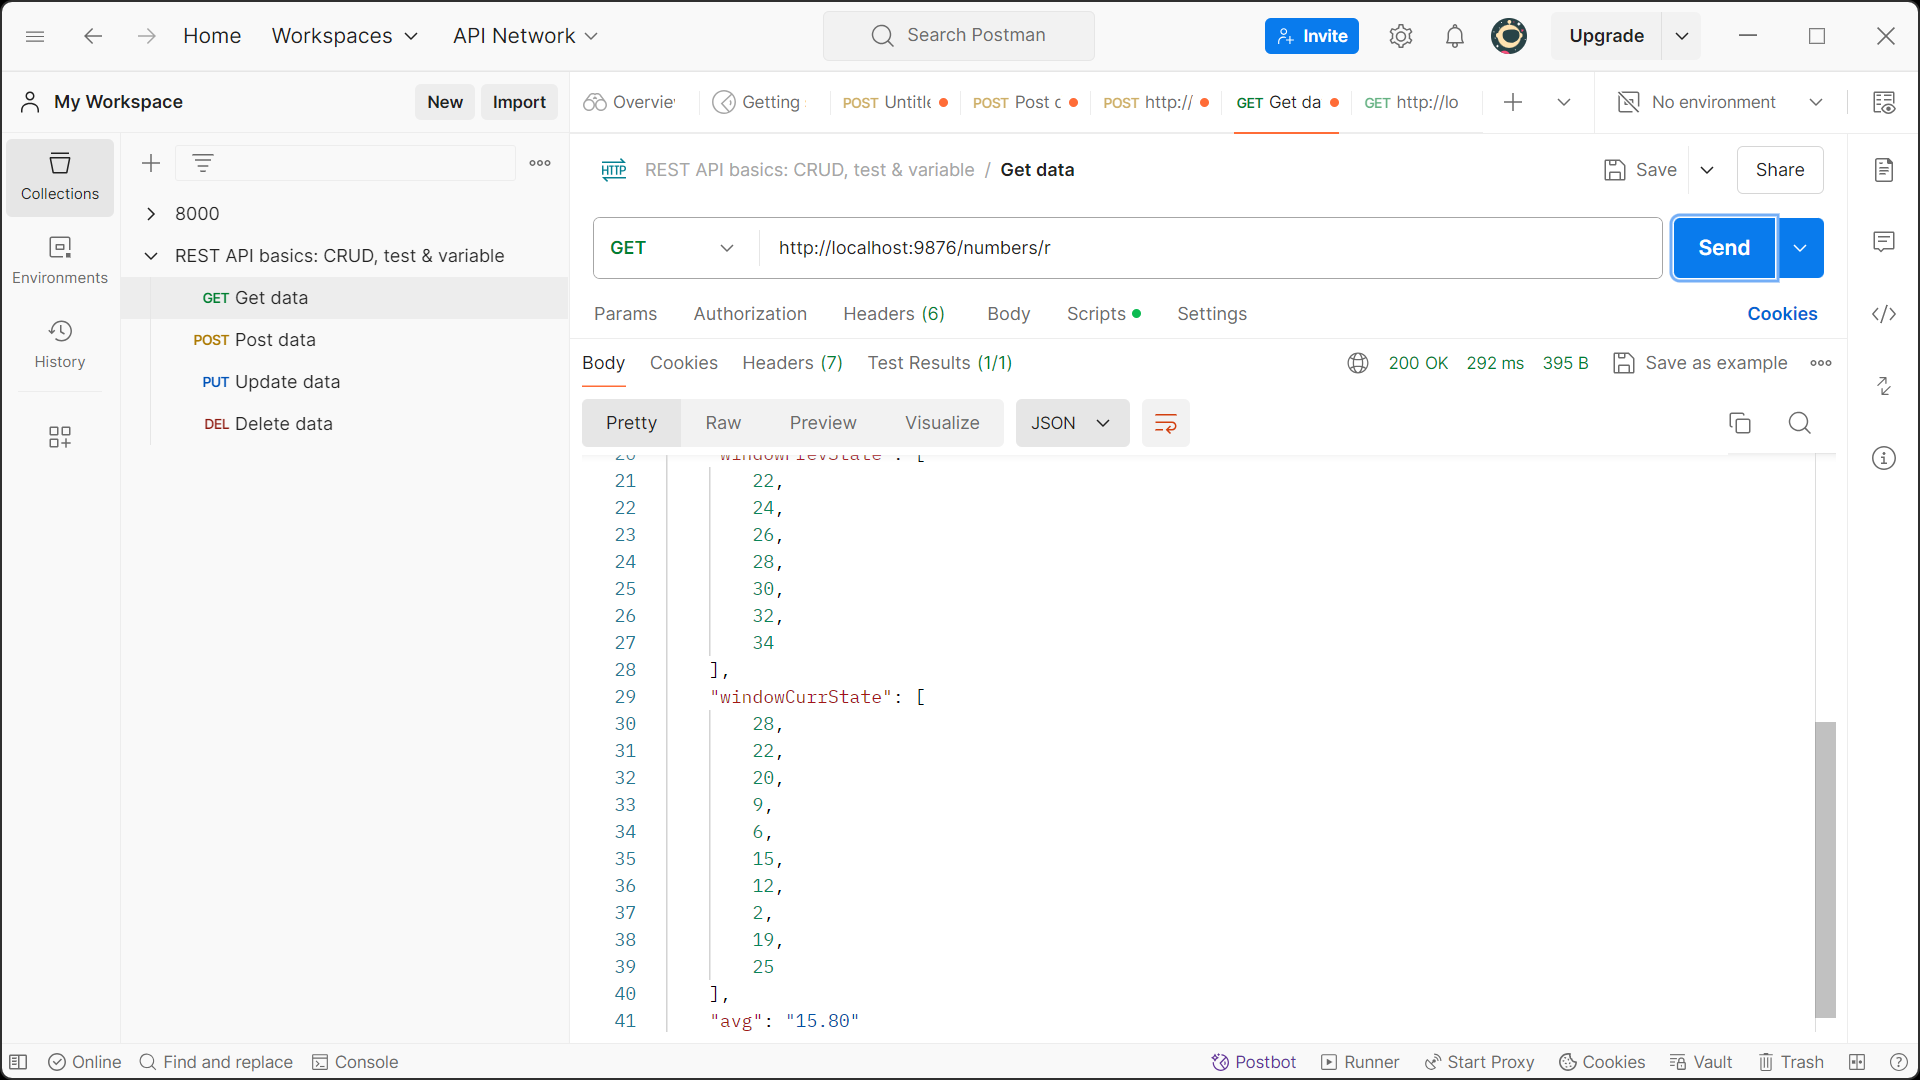 Home Workspaces API Network Search Postman Invite Upgrade
My Workspace New Import
Overview Getting POST Untitle POST Post c POST http:// GET Get da GET http://lo No environment
Collections
Environments
History
8000
REST API basics: CRUD, test & variable
GET Get data
POST Post data
PUT Update data
DEL Delete data
HTTP REST API basics: CRUD, test & variable / Get data Save Share
GET http://localhost:9876/numbers/r Send
Params Authorization Headers (6) Body Scripts Settings Cookies
Body Cookies Headers (7) Test Results (1/1) 200 OK 292 ms 395 B Save as example
Pretty Raw Preview Visualize JSON
20 "windowPrevState": [
21 22,
22 24,
23 26,
24 28,
25 30,
26 32,
27 34
28 ],
29 "windowCurrState": [
30 28,
31 22,
32 20,
33 9,
34 6,
35 15,
36 12,
37 2,
38 19,
39 25
40 ],
41 "avg": "15.80"
Online Find and replace Console Postbot Runner Start Proxy Cookies Vault Trash